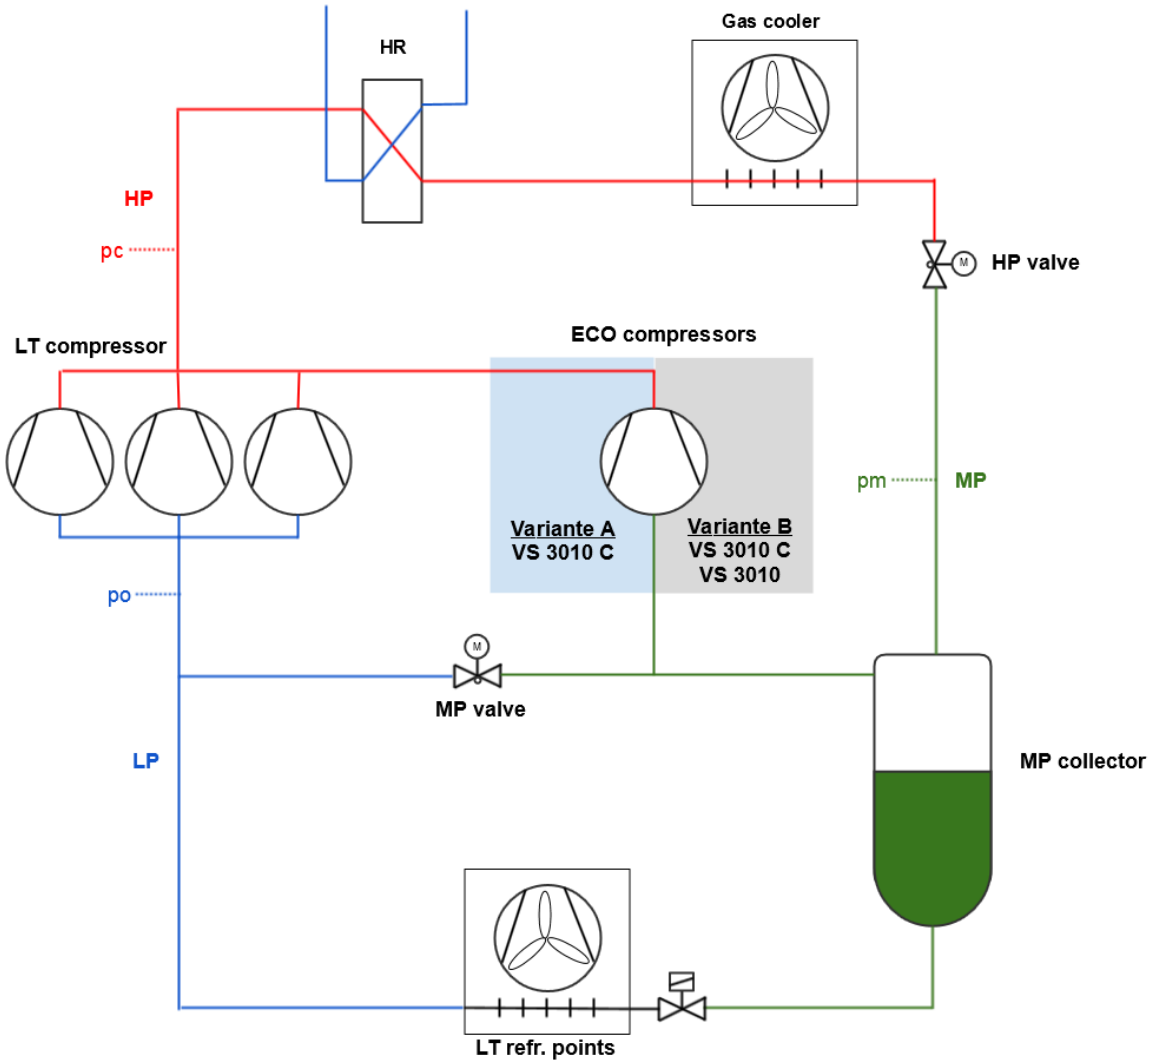 Gas cooler
HR
HP
pc
M
HP valve
LT compressor
ECO compressors
pm
MP
Variante A
VS 3010 C
Variante B
VS 3010 C
VS 3010
po
M
MP valve
LP
MP collector
LT refr. points